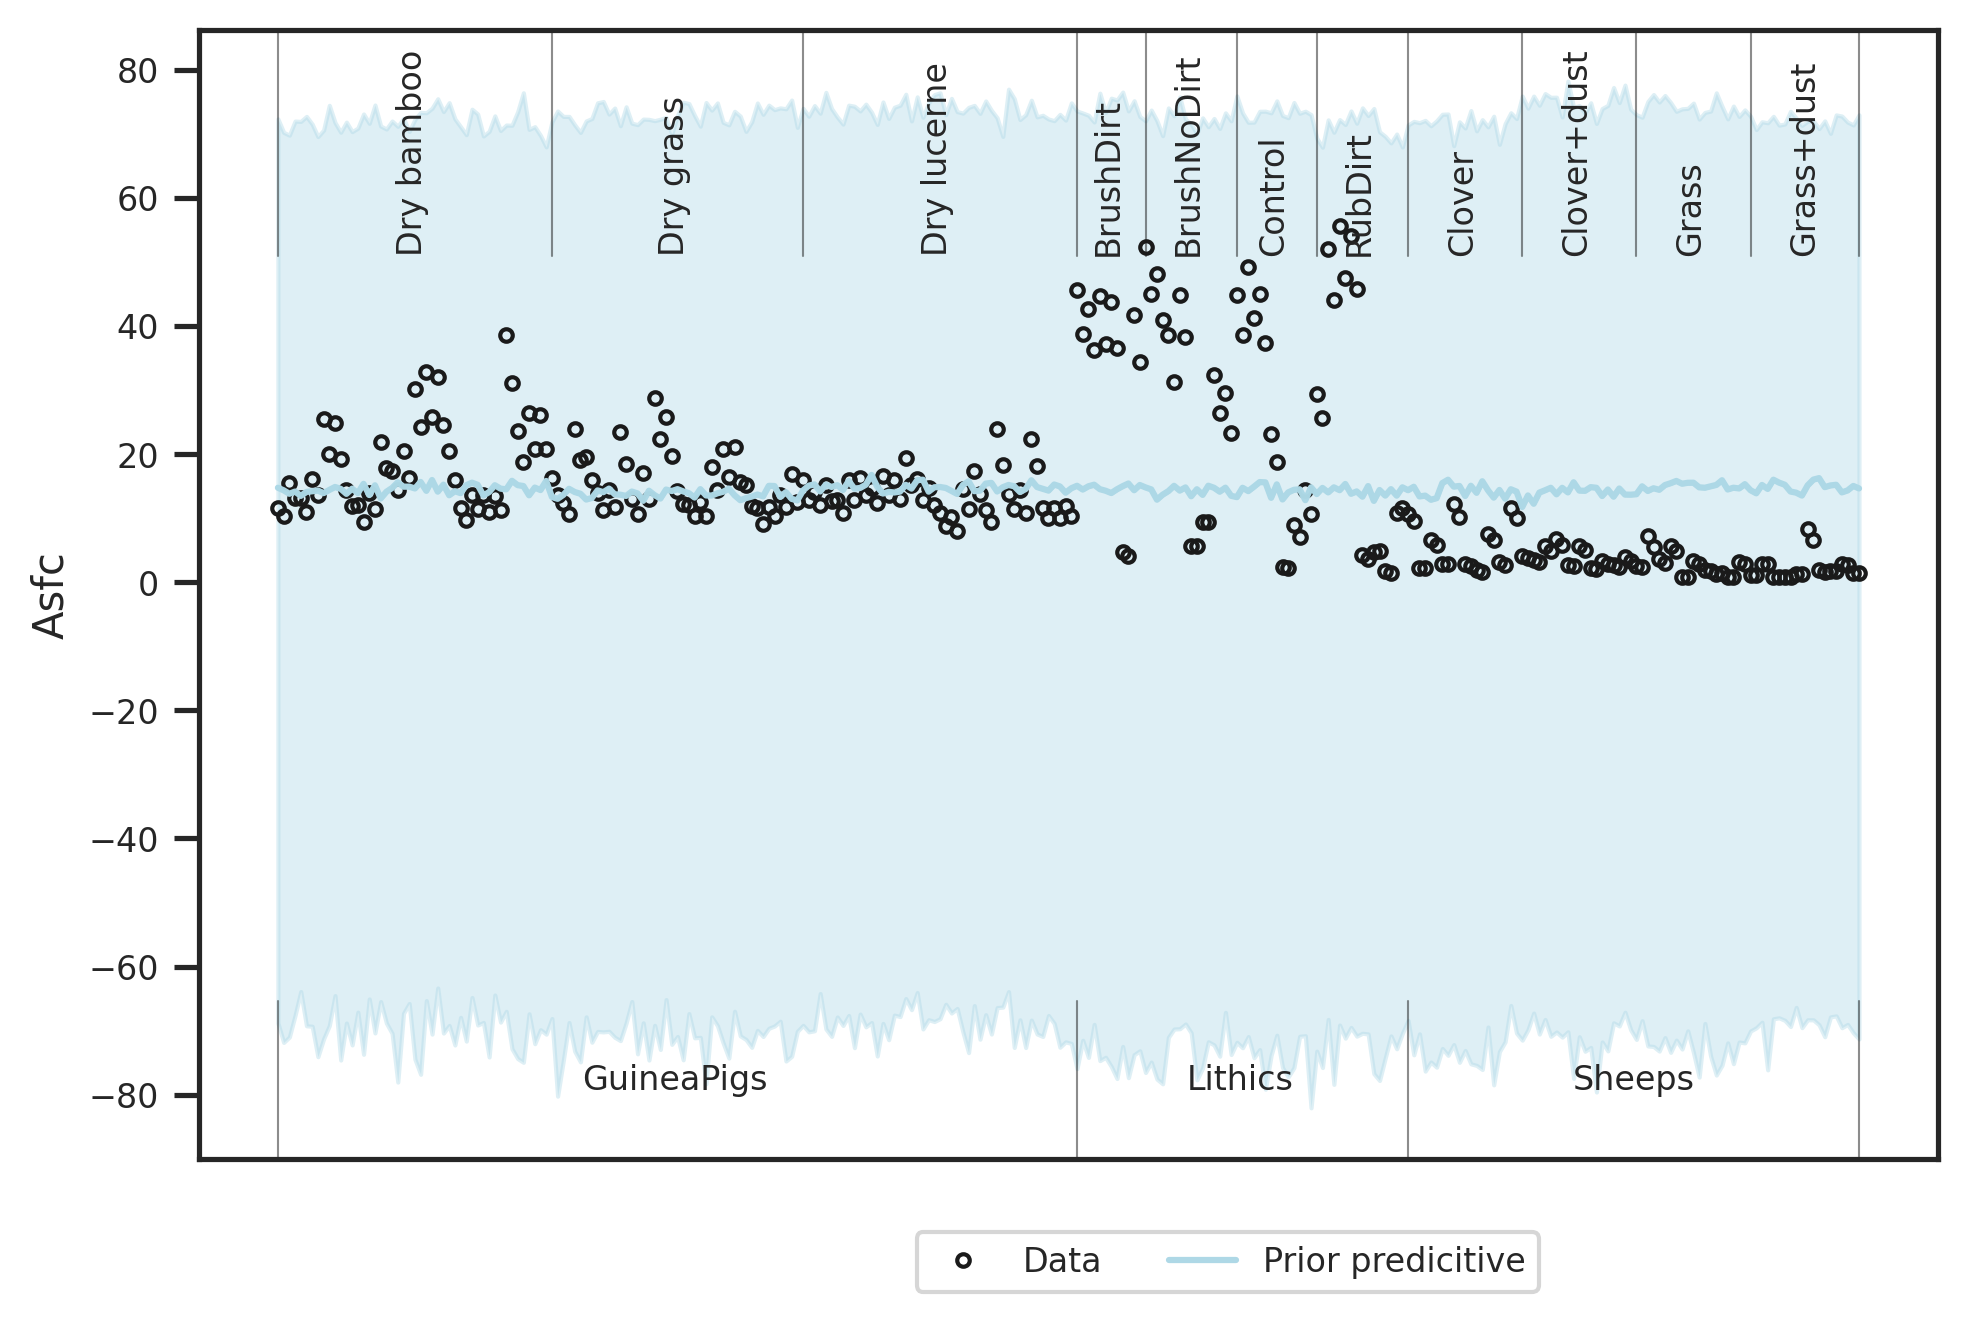 80
60
40
20
0
−20
−40
−60
−80
Asfc
Dry bamboo
Dry grass
Dry lucerne
BrushDirt
BrushNoDirt
Control
RubDirt
Clover
Clover+dust
Grass
Grass+dust
GuineaPigs
Lithics
Sheeps
Data
Prior predicitive